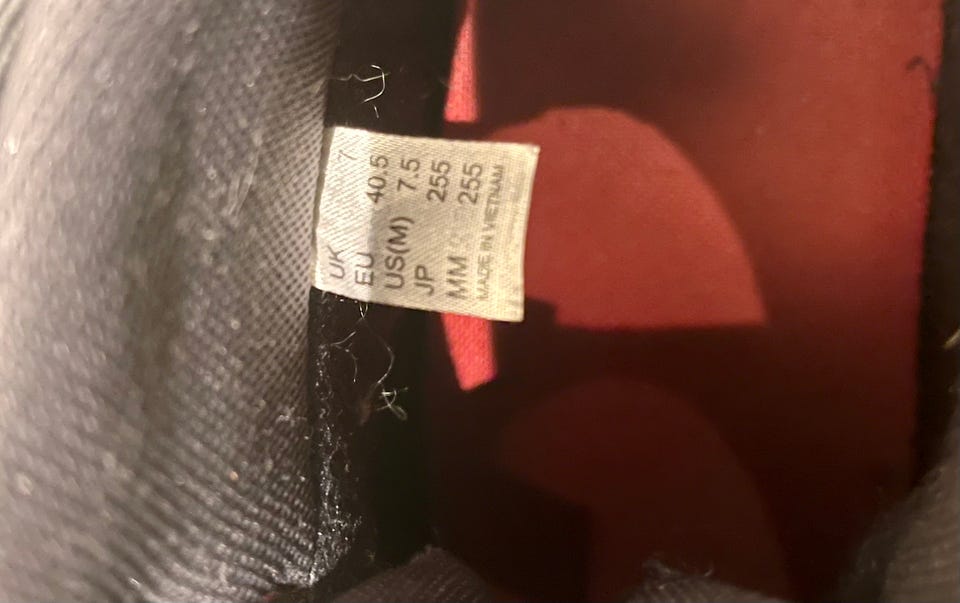 UK 7
EU 40.5
US(M) 7.5
JP 255
MM 255
MADE IN VIETNAM